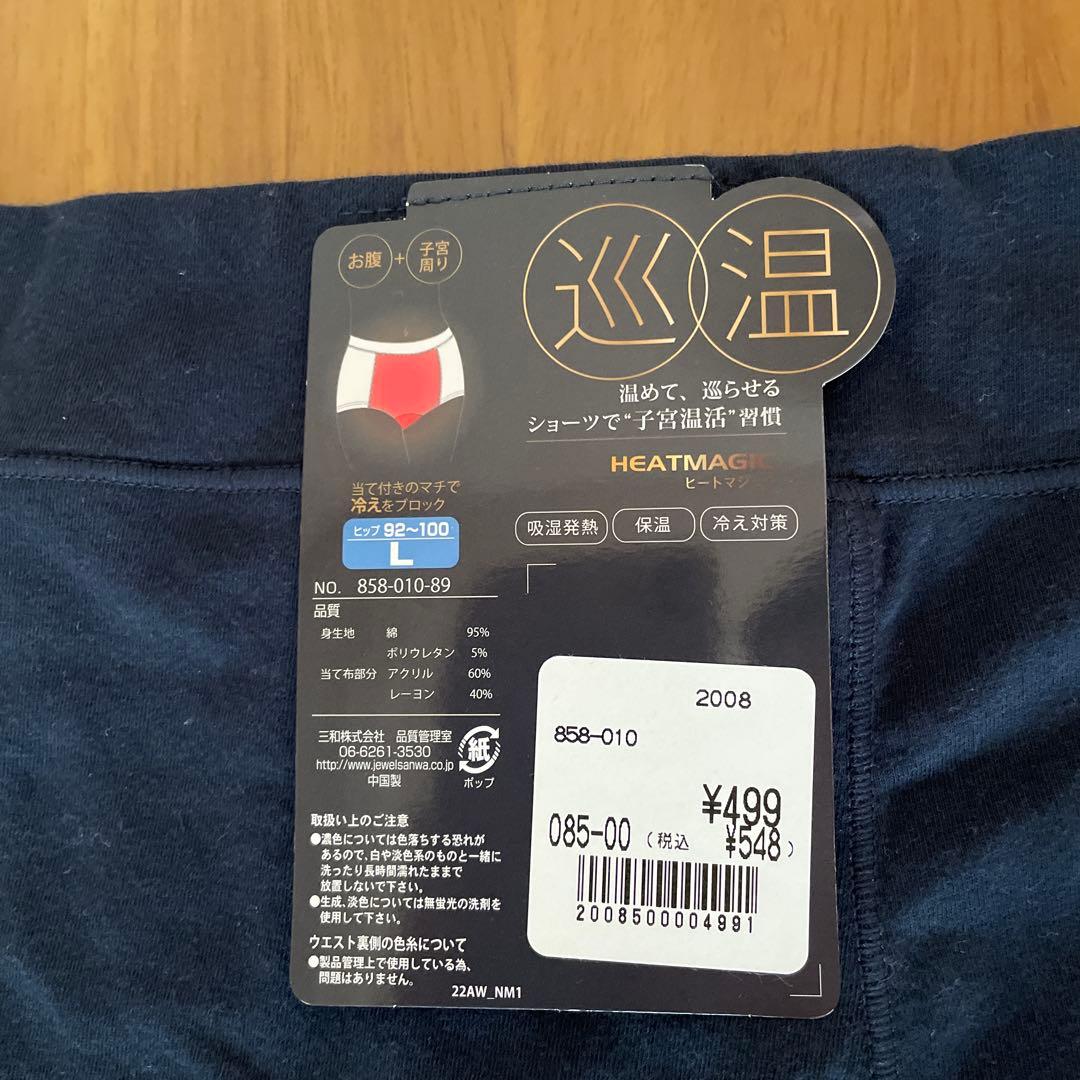 お腹 + 子宮周り
巡温
温めて、巡らせる
ショーツで“子宮温活”習慣
HEATMAGIC
ヒートマジ
吸湿発熱 保温 冷え対策
当て付きのマチで
冷えをブロック
ヒップ 92~100
L
NO. 858-010-89
品質
身生地 綿 95%
ポリウレタン 5%
当て布部分 アクリル 60%
レーヨン 40%
三和株式会社 品質管理室
06-6261-3530
http://www.jewelsanwa.co.jp
中国製
紙
ポップ
取扱い上のご注意
●濃色については色落ちする恐れが
あるので、白や淡色系のものと一緒に
洗ったり長時間濡れたままで
放置しないで下さい。
●生成、淡色については無蛍光の洗剤を
使用して下さい。
ウエスト裏側の色糸について
●製品管理上で使用している為、
問題はありません。
22AW_NM1
2008
858-010
¥499
085-00 (税込 ¥548)
2008500004991